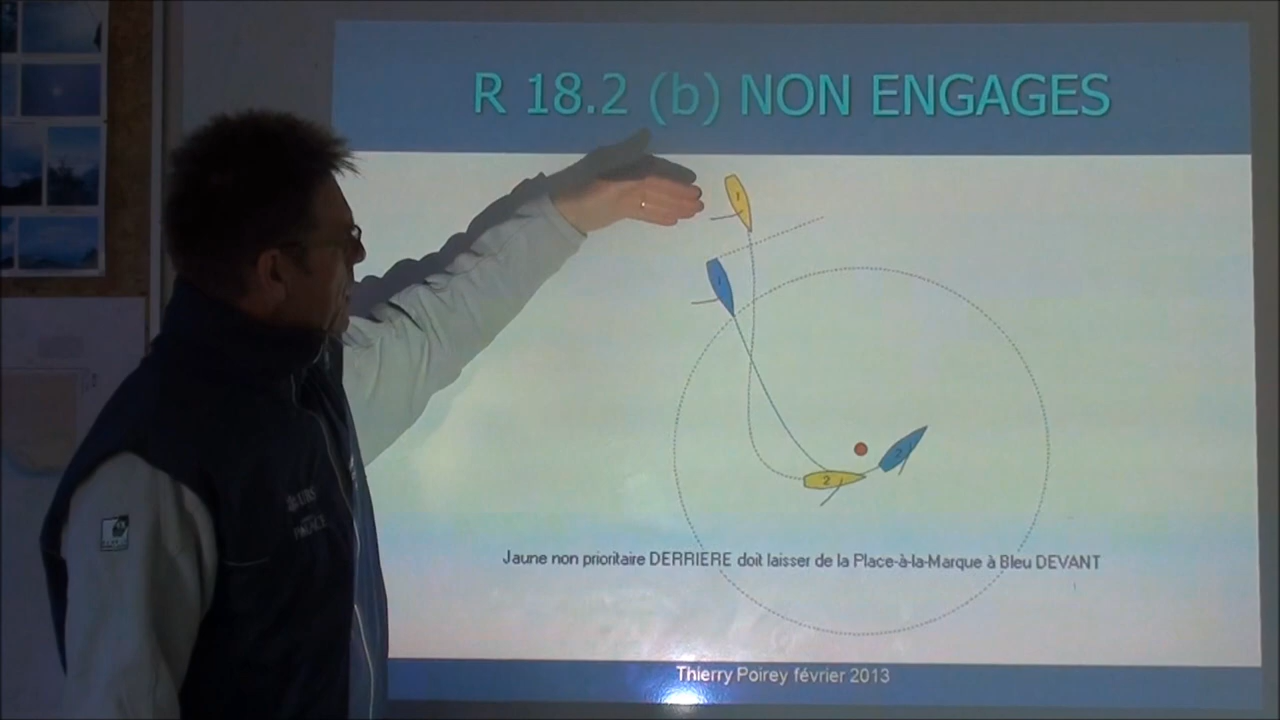 R 18.2 (b) NON ENGAGES
1
1
2
2
Jaune non prioritaire DERRIERE doit laisser de la Place-à-la-Marque à Bleu DEVANT
Thierry Poirey février 2013